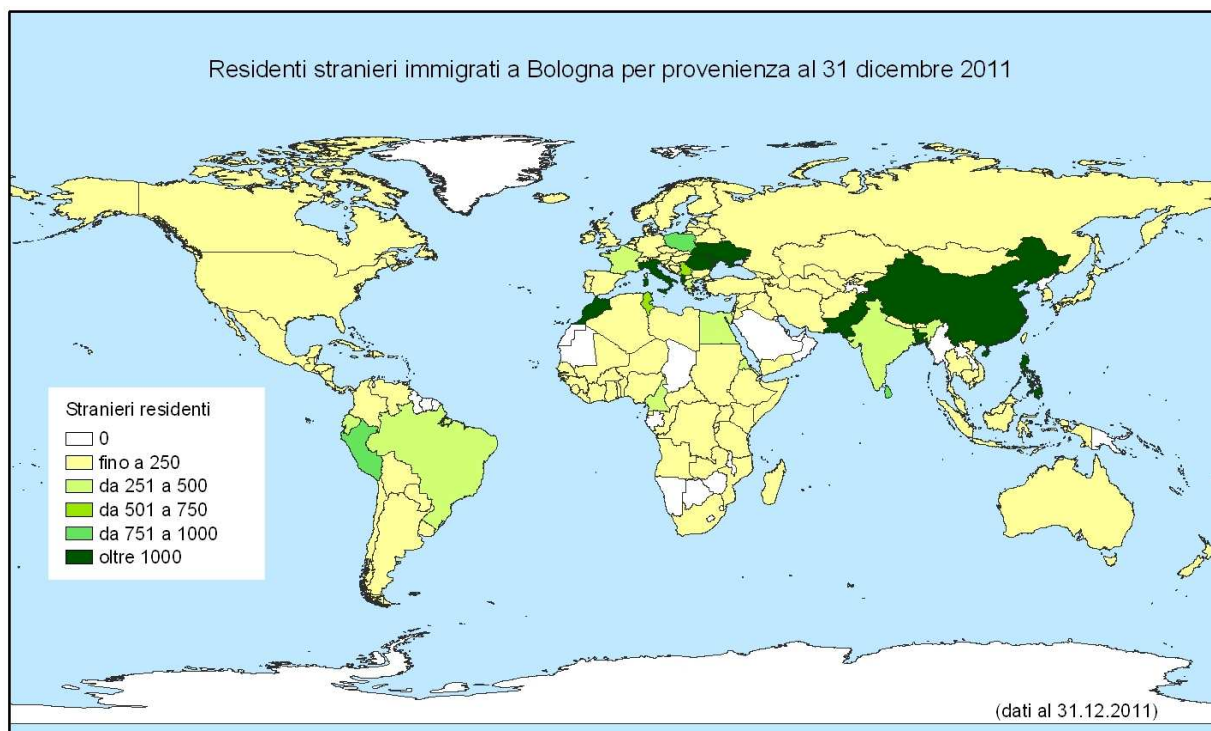 Residenti stranieri immigrati a Bologna per provenienza al 31 dicembre 2011
Stranieri residenti
0
fino a 250
da 251 a 500
da 501 a 750
da 751 a 1000
oltre 1000
(dati al 31.12.2011)